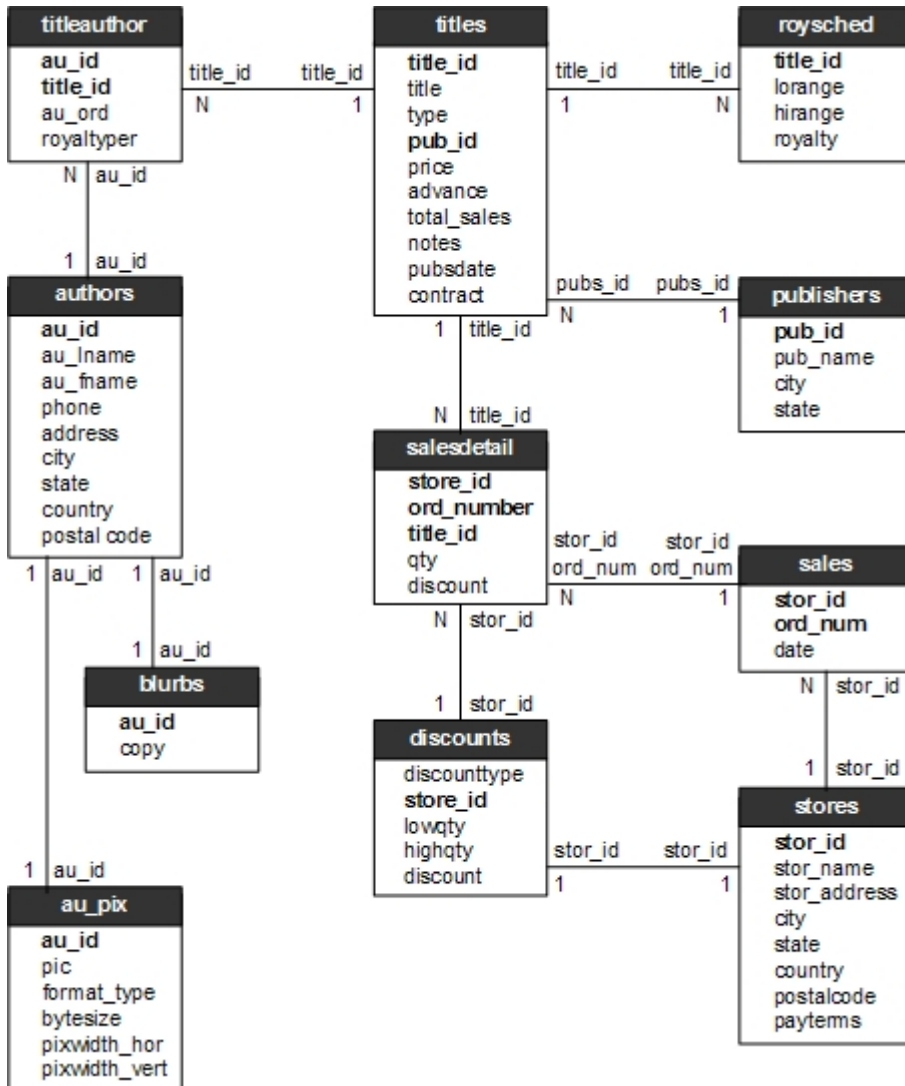 titleauthor
au_id
title_id
au_ord
royaltyper
title_id
title_id
N
1
titles
title_id
title
type
pub_id
price
advance
total_sales
notes
pubsdate
contract
title_id
title_id
1
N
roysched
title_id
lorange
hirange
royalty
N au_id
1 au_id
authors
au_id
au_lname
au_fname
phone
address
city
state
country
postal code
pubs_id
pubs_id
N
1
publishers
pub_id
pub_name
city
state
1 title_id
N title_id
salesdetail
store_id
ord_number
title_id
qty
discount
stor_id
stor_id
ord_num
ord_num
N
1
sales
stor_id
ord_num
date
1 au_id
1 au_id
1 au_id
blurbs
au_id
copy
N stor_id
1 stor_id
discounts
discounttype
store_id
lowqty
highqty
discount
N stor_id
1 stor_id
stor_id
stor_id
1
1
stores
stor_id
stor_name
stor_address
city
state
country
postalcode
payterms
1 au_id
au_pix
au_id
pic
format_type
bytesize
pixwidth_hor
pixwidth_vert